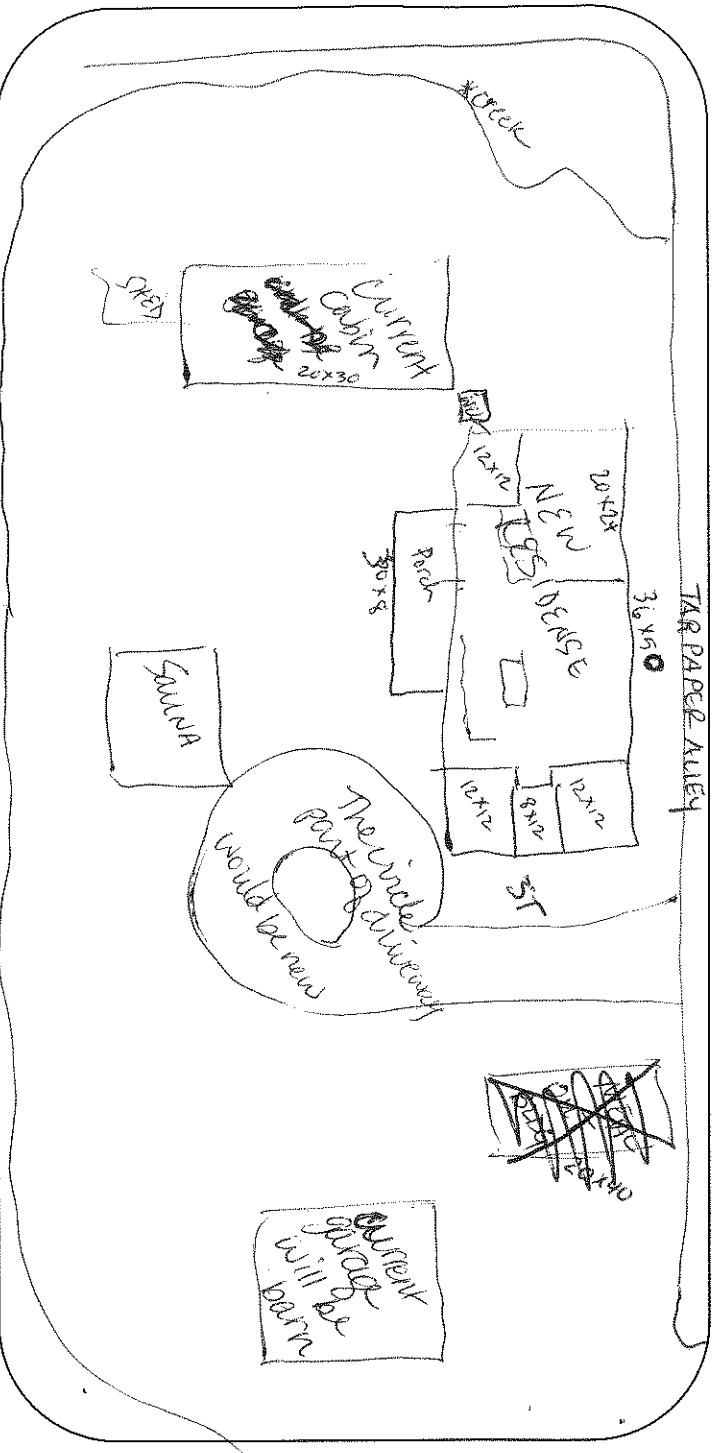 TAR PAPER ALLEY
36x50
creek
20x24
NEW
RESIDENSE
12x12
12x12
8x12
12x12
Porch
30x8
ST
Current
cabin
20x30
SHED
SAUNA
The circle
part of driveway
would be new
20x40
current
garage
will be
barn